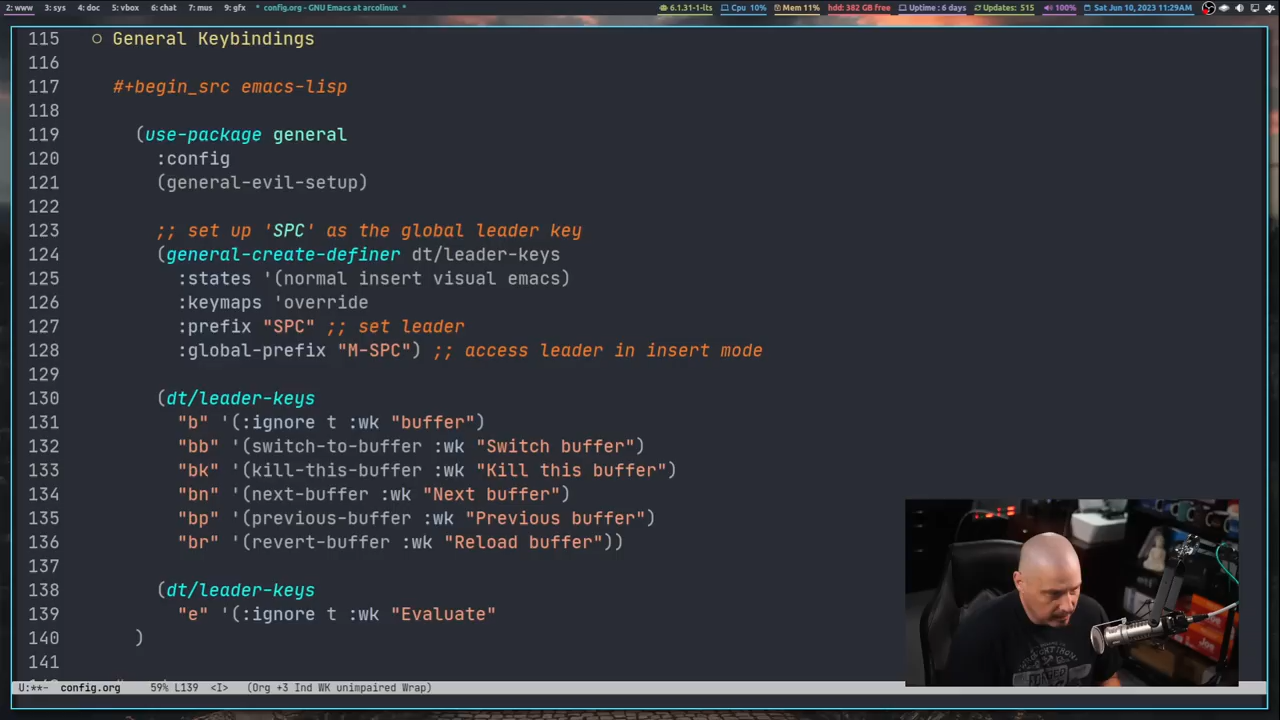 2: www 3: sys 4: doc 5: vbox 6: chat 7: mus 9: gfx * config.org - GNU Emacs at arcolinux * 6.1.31-1-lts Cpu 10% Mem 11% hdd: 382 GB free Uptime : 6 days Updates: 515 100% Sat Jun 10, 2023 11:29AM
115 ○ General Keybindings
116
117 #+begin_src emacs-lisp
118
119 (use-package general
120 :config
121 (general-evil-setup)
122
123 ;; set up 'SPC' as the global leader key
124 (general-create-definer dt/leader-keys
125 :states '(normal insert visual emacs)
126 :keymaps 'override
127 :prefix "SPC" ;; set leader
128 :global-prefix "M-SPC") ;; access leader in insert mode
129
130 (dt/leader-keys
131 "b" '(:ignore t :wk "buffer")
132 "bb" '(switch-to-buffer :wk "Switch buffer")
133 "bk" '(kill-this-buffer :wk "Kill this buffer")
134 "bn" '(next-buffer :wk "Next buffer")
135 "bp" '(previous-buffer :wk "Previous buffer")
136 "br" '(revert-buffer :wk "Reload buffer"))
137
138 (dt/leader-keys
139 "e" '(:ignore t :wk "Evaluate"
140 )
141
U:**- config.org 59% L139 <I> (Org +3 Ind WK unimpaired Wrap)